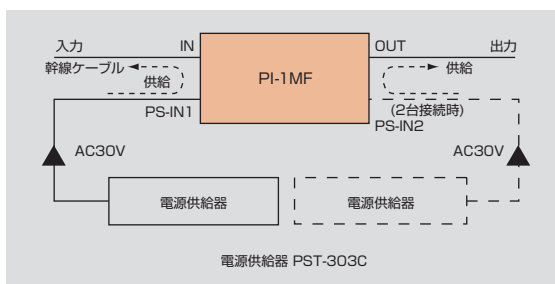 入力
IN
OUT
出力
幹線ケーブル
供給
PI-1MF
供給
PS-IN1
(2台接続時)
PS-IN2
AC30V
AC30V
電源供給器
電源供給器
電源供給器 PST-303C